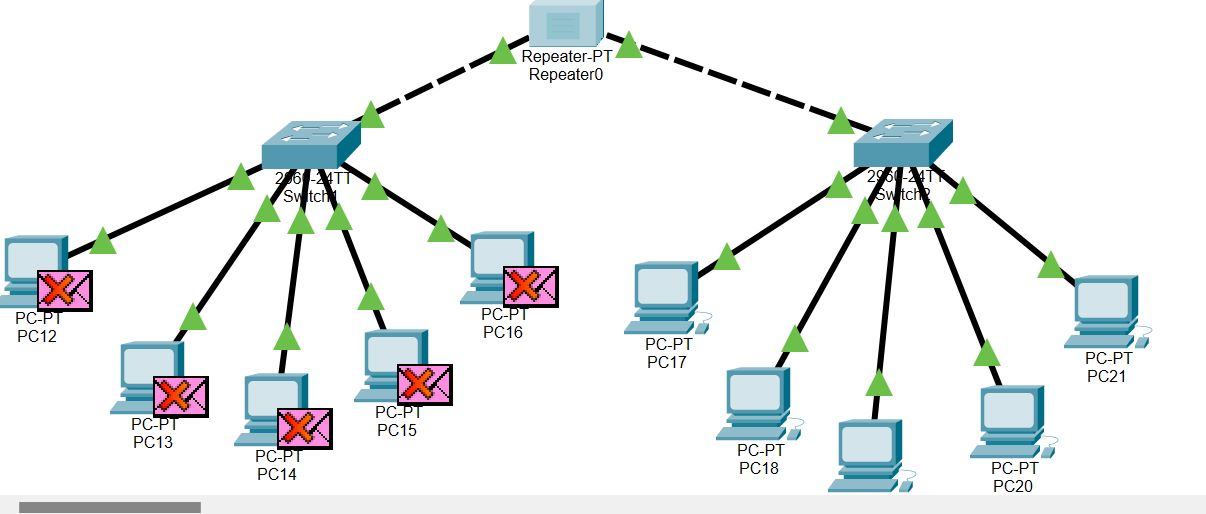 Repeater-PT
Repeater0
2960-24TT
Switch1
2960-24TT
Switch2
PC-PT
PC12
PC-PT
PC13
PC-PT
PC14
PC-PT
PC15
PC-PT
PC16
PC-PT
PC17
PC-PT
PC18
PC-PT
PC20
PC-PT
PC21